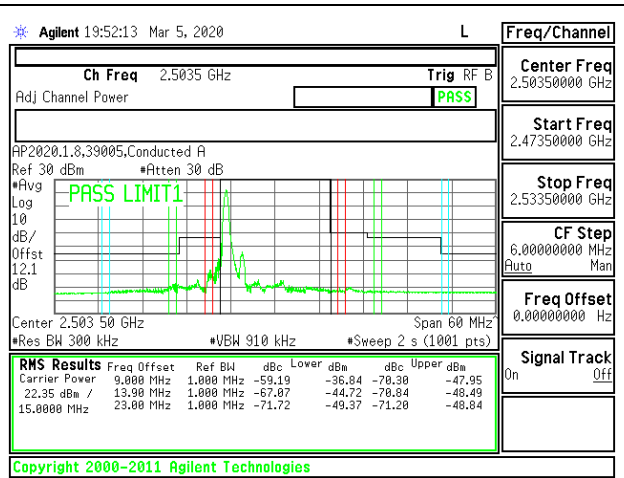 Agilent 19:52:13 Mar 5, 2020 L
Ch Freq 2.5035 GHz Trig RF B
Adj Channel Power PASS
AP2020.1.8,39005,Conducted A
Ref 30 dBm #Atten 30 dB
#Avg
Log
10
dB/
Offst
12.1
dB
PASS LIMIT1
Center 2.503 50 GHz Span 60 MHz^
#Res BW 300 kHz #VBW 910 kHz #Sweep 2 s (1001 pts)
RMS Results Freq Offset Ref BW dBc Lower dBm dBc Upper dBm
Carrier Power 9.000 MHz 1.000 MHz -59.19 -36.84 -70.30 -47.95
22.35 dBm / 13.90 MHz 1.000 MHz -67.07 -44.72 -70.84 -48.49
15.0000 MHz 23.00 MHz 1.000 MHz -71.72 -49.37 -71.20 -48.84
Copyright 2000-2011 Agilent Technologies
Freq/Channel
Center Freq
2.50350000 GHz
Start Freq
2.47350000 GHz
Stop Freq
2.53350000 GHz
CF Step
6.00000000 MHz
Auto Man
Freq Offset
0.00000000 Hz
Signal Track
On Off